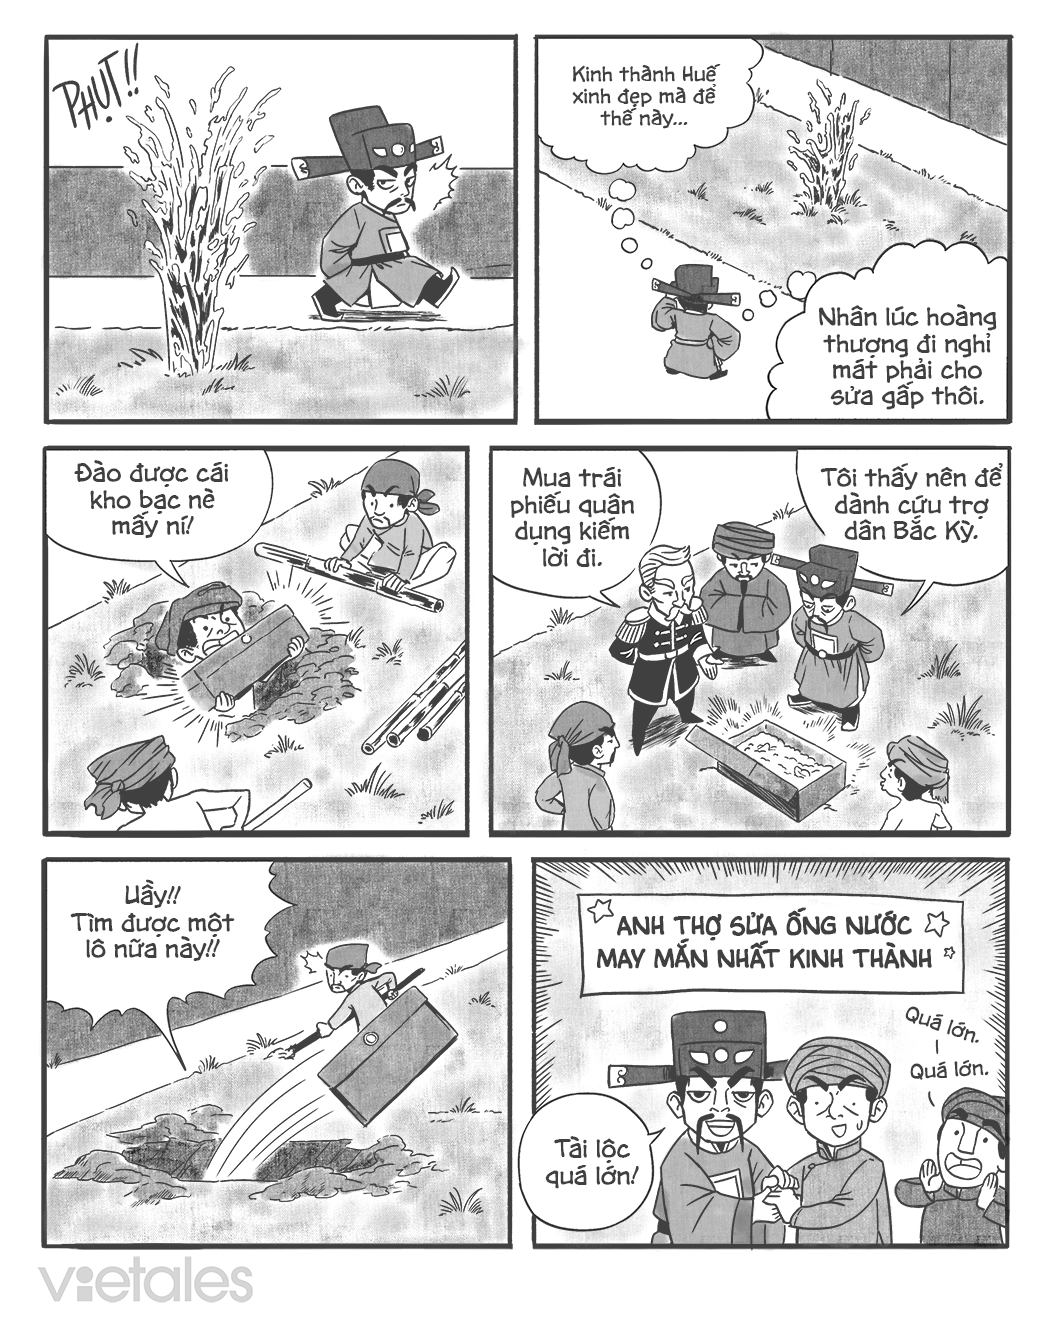 PHỤT!!
Kinh thành Huế
xinh đẹp mà để
thế này...
Nhân lúc hoàng
thượng đi nghỉ
mát phải cho
sửa gấp thôi.
Đào được cái
kho bạc nè
mấy ní!
Mua trái
phiếu quân
dụng kiếm
lời đi.
Tôi thấy nên để
dành cứu trợ
dân Bắc Kỳ.
Uầy!!
Tìm được một
lô nữa này!!
ANH THỢ SỬA ỐNG NƯỚC
MAY MẮN NHẤT KINH THÀNH
Quá lớn.
Quá lớn.
Tài lộc
quá lớn!
vietales